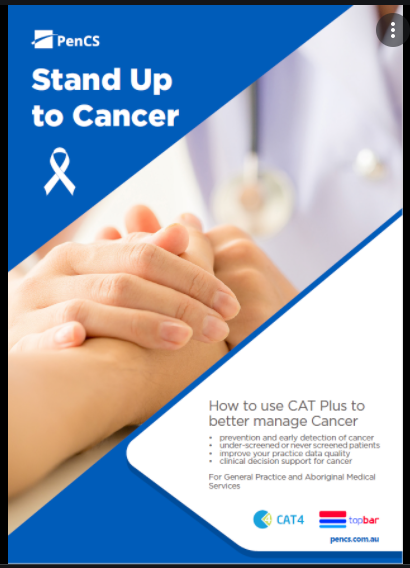 PenCS
Stand Up
to Cancer
How to use CAT Plus to
better manage Cancer
• prevention and early detection of cancer
• under-screened or never screened patients
• improve your practice data quality
• clinical decision support for cancer
For General Practice and Aboriginal Medical
Services
CAT4 topbar
pencs.com.au